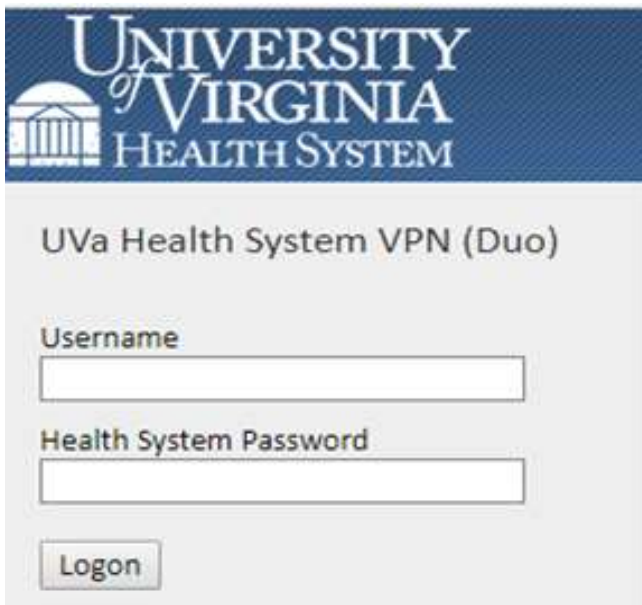 UNIVERSITY
of VIRGINIA
HEALTH SYSTEM
UVa Health System VPN (Duo)
Username
Health System Password
Logon